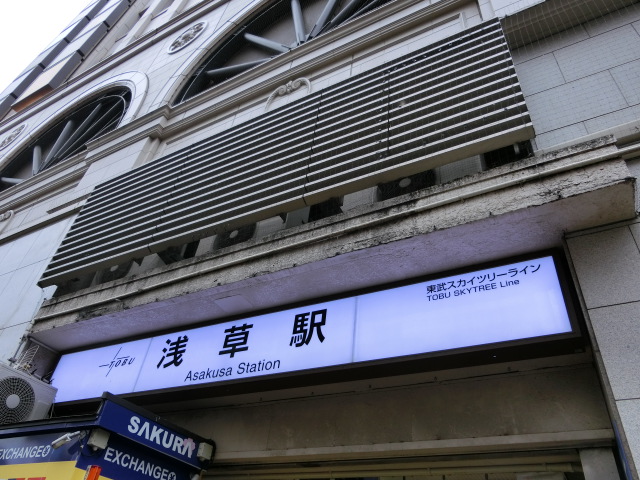 TOBU
浅草駅
Asakusa Station
東武スカイツリーライン
TOBU SKYTREE Line
SAKURA
EXCHANGE
EXCHANGE